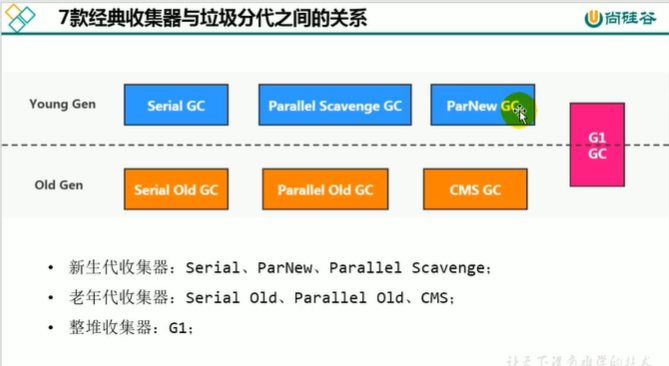 7款经典收集器与垃圾分代之间的关系
尚硅谷
Young Gen
Serial GC
Parallel Scavenge GC
ParNew GC
G1
GC
Old Gen
Serial Old GC
Parallel Old GC
CMS GC
• 新生代收集器：Serial、ParNew、Parallel Scavenge；
• 老年代收集器：Serial Old、Parallel Old、CMS；
• 整堆收集器：G1；
让天下没有难学的技术